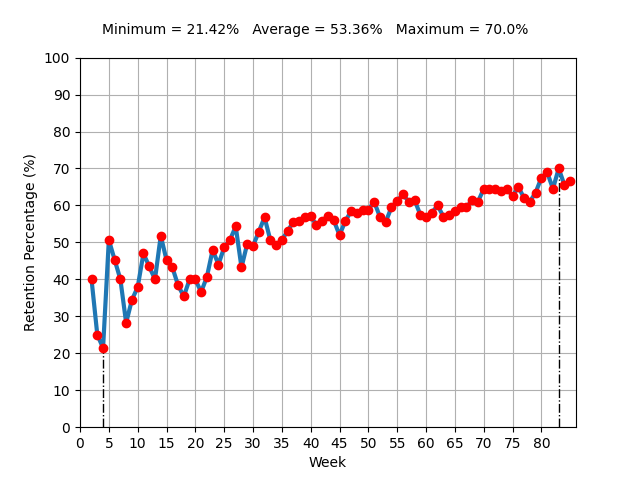 Minimum = 21.42%   Average = 53.36%   Maximum = 70.0%
100
90
80
70
60
50
40
30
20
10
0
Retention Percentage (%)
0 5 10 15 20 25 30 35 40 45 50 55 60 65 70 75 80
Week